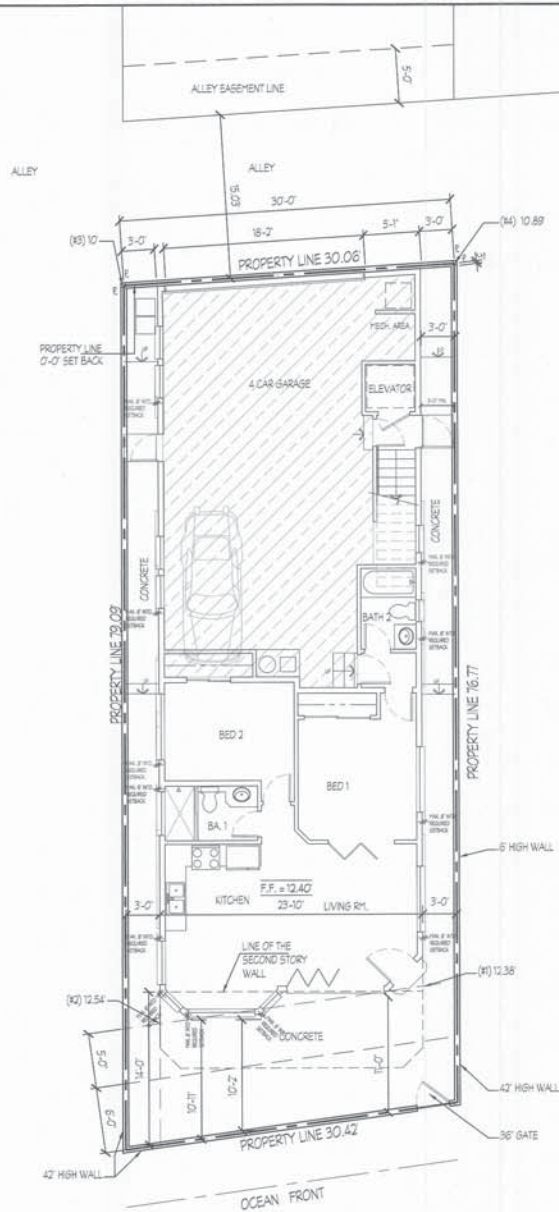 5'-0"
ALLEY EASEMENT LINE
ALLEY
ALLEY
15.03'
30'-0"
(#3) 10'
3'-0"
18'-2"
5'-1"
3'-0"
(#4) 10.89'
PROPERTY LINE 30.06'
PROPERTY LINE
0'-0" SET BACK
MECH. AREA
3'-0"
4 CAR GARAGE
ELEVATOR
CONCRETE
CONCRETE
BATH 2
PROPERTY LINE 79.09'
PROPERTY LINE 76.77
BED 2
BED 1
BA. 1
6' HIGH WALL
F.F. = 12.40'
KITCHEN
3'-0"
23'-10"
LIVING RM.
3'-0"
LINE OF THE
SECOND STORY
WALL
(#1) 12.38'
(#2) 12.54'
CONCRETE
5'-0"
14'-0"
10'-11"
10'-2"
11'-0"
6'-0"
42" HIGH WALL
36" GATE
PROPERTY LINE 30.42
42" HIGH WALL
OCEAN FRONT